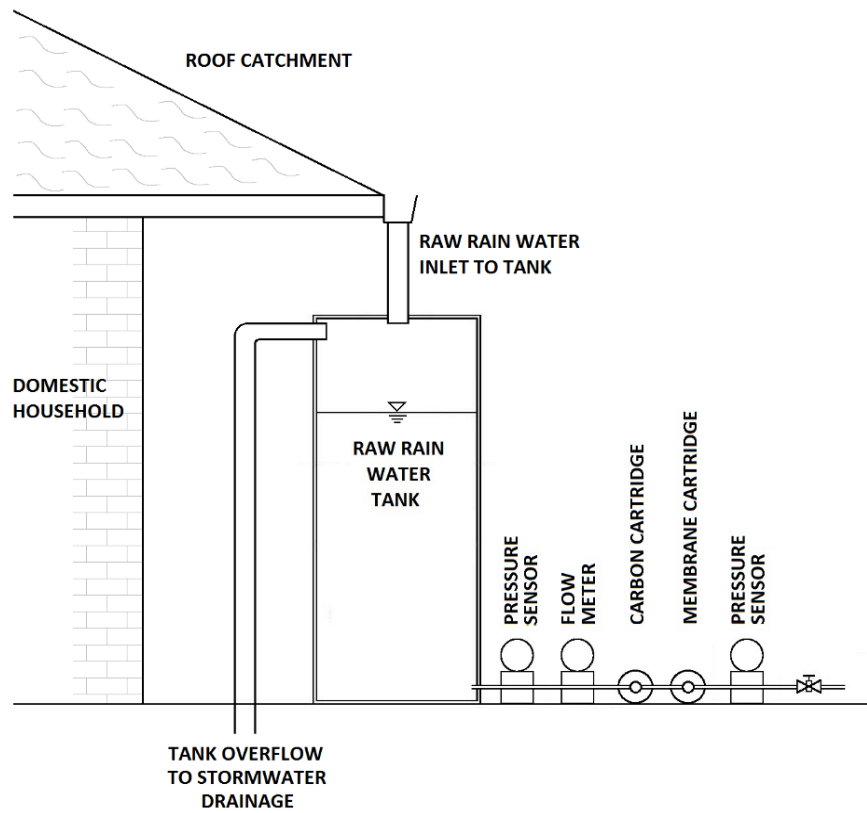 ROOF CATCHMENT
RAW RAIN WATER
INLET TO TANK
DOMESTIC
HOUSEHOLD
RAW RAIN
WATER
TANK
PRESSURE
SENSOR
FLOW
METER
CARBON CARTRIDGE
MEMBRANE CARTRIDGE
PRESSURE
SENSOR
TANK OVERFLOW
TO STORMWATER
DRAINAGE